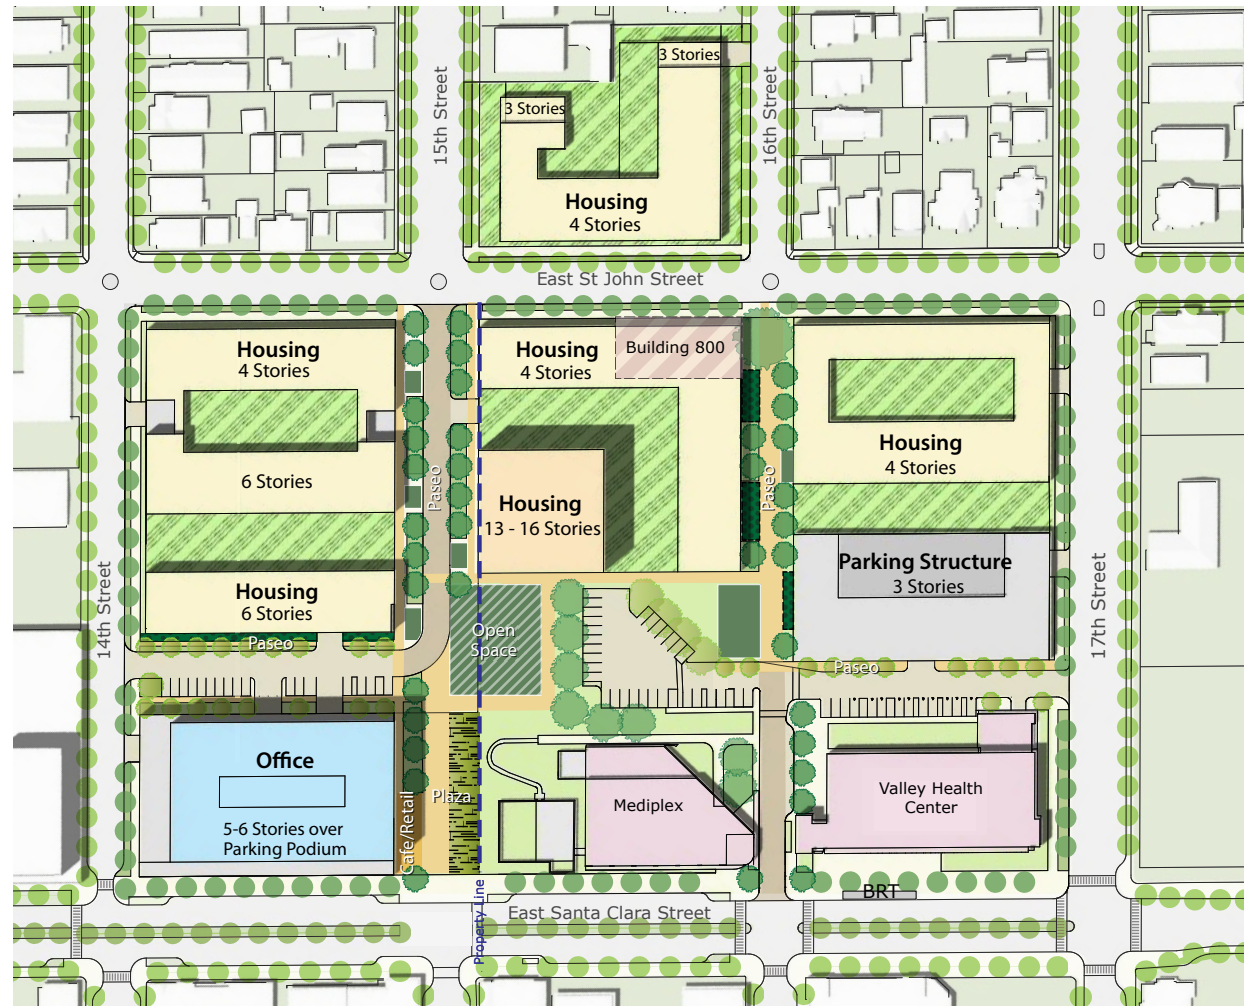 3 Stories
3 Stories
15th Street
16th Street
Housing
4 Stories
East St John Street
Housing
4 Stories
Housing
4 Stories
Building 800
Housing
4 Stories
6 Stories
Paseo
Housing
13 - 16 Stories
Paseo
Parking Structure
3 Stories
14th Street
17th Street
Housing
6 Stories
Paseo
Open
Space
Paseo
Office
5-6 Stories over
Parking Podium
Cafe/Retail
Plaza
Mediplex
Valley Health
Center
BRT
Property Line
East Santa Clara Street